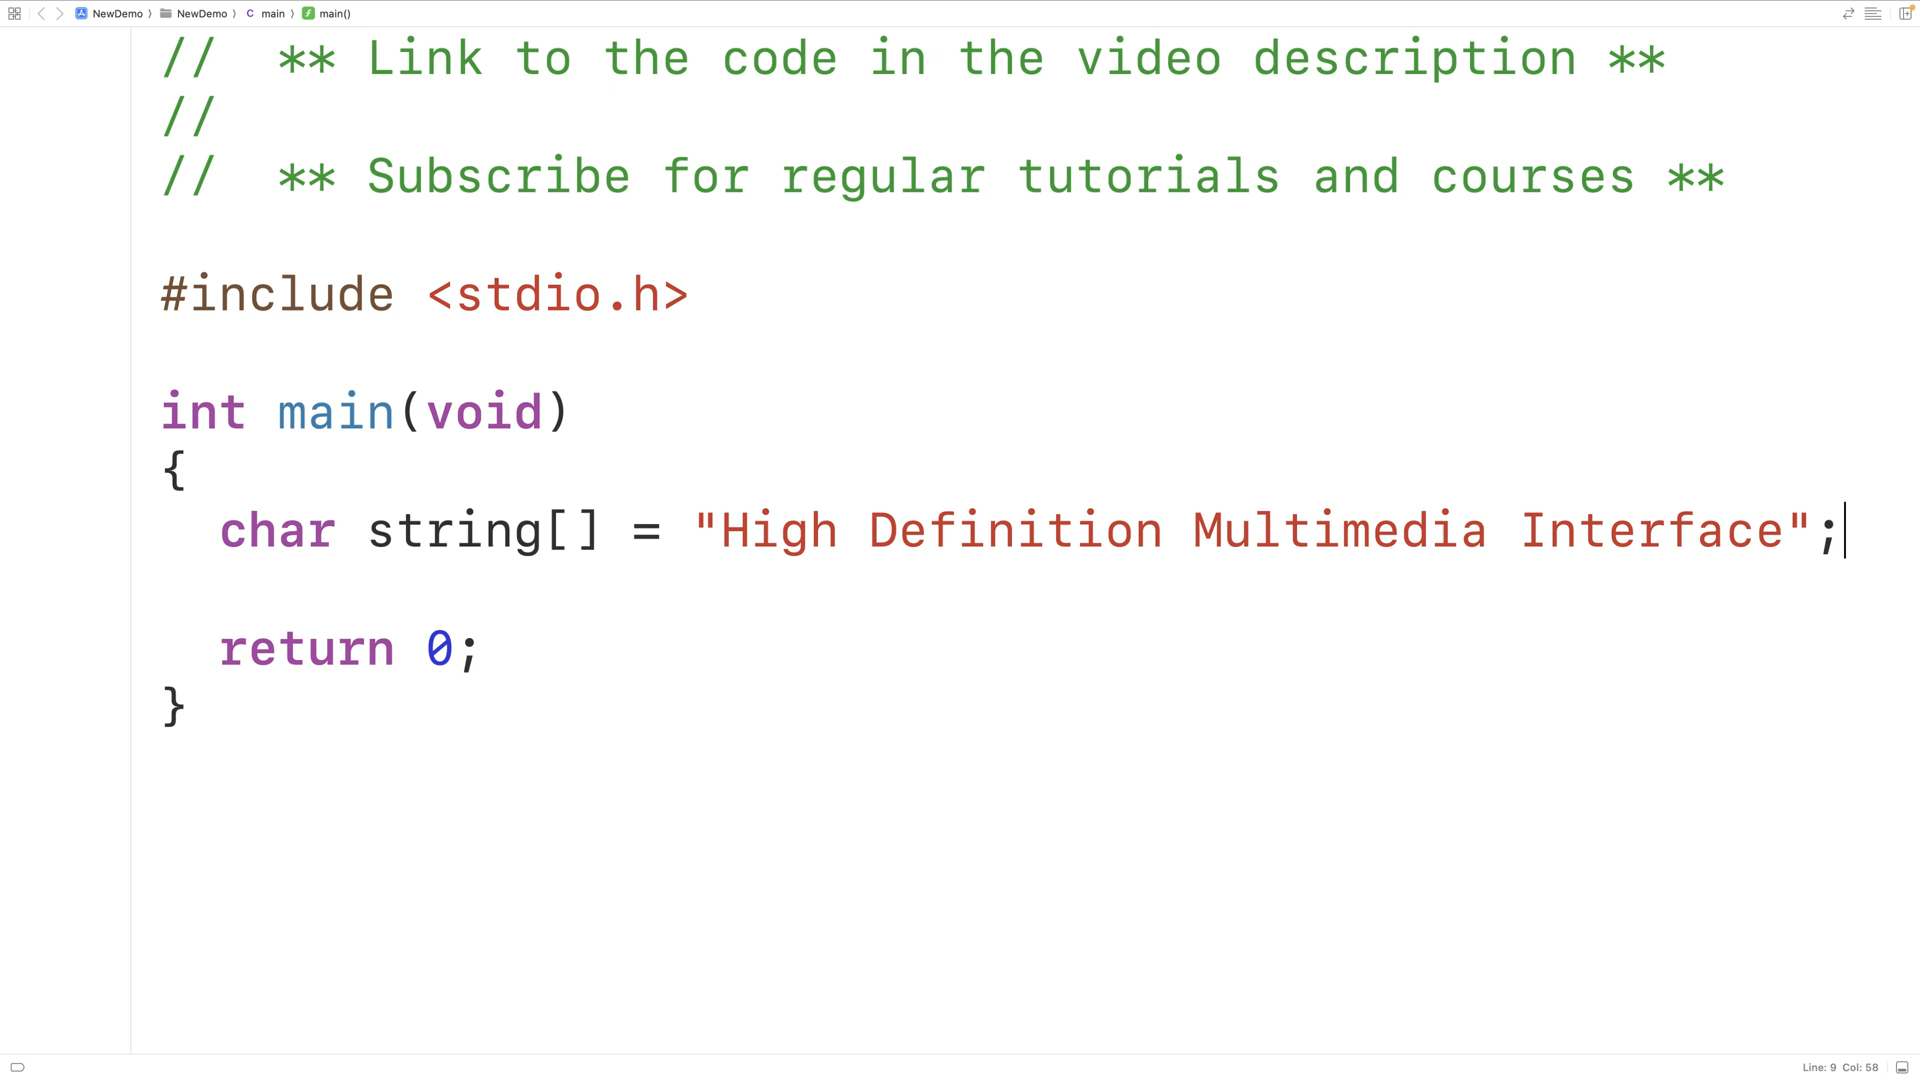 NewDemo ⟩ NewDemo ⟩ C main ⟩ f main()
// ** Link to the code in the video description **
//
// ** Subscribe for regular tutorials and courses **
#include <stdio.h>
int main(void)
{
char string[] = "High Definition Multimedia Interface";
return 0;
}
Line: 9 Col: 58